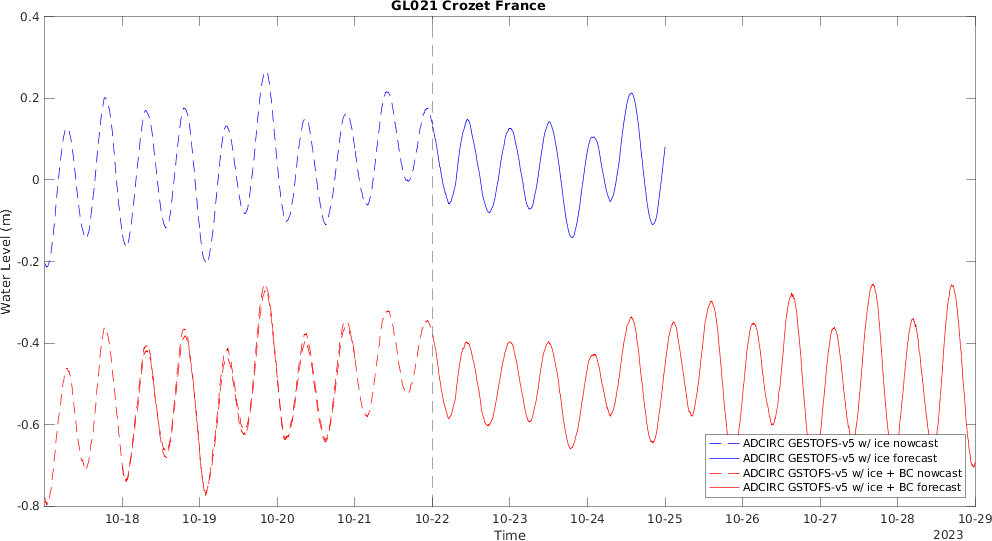 GL021 Crozet France
0.4
0.2
0
-0.2
-0.4
-0.6
-0.8
Water Level (m)
10-18 10-19 10-20 10-21 10-22 10-23 10-24 10-25 10-26 10-27 10-28 10-29
Time
2023
ADCIRC GESTOFS-v5 w/ ice nowcast
ADCIRC GESTOFS-v5 w/ ice forecast
ADCIRC GSTOFS-v5 w/ ice + BC nowcast
ADCIRC GSTOFS-v5 w/ ice + BC forecast